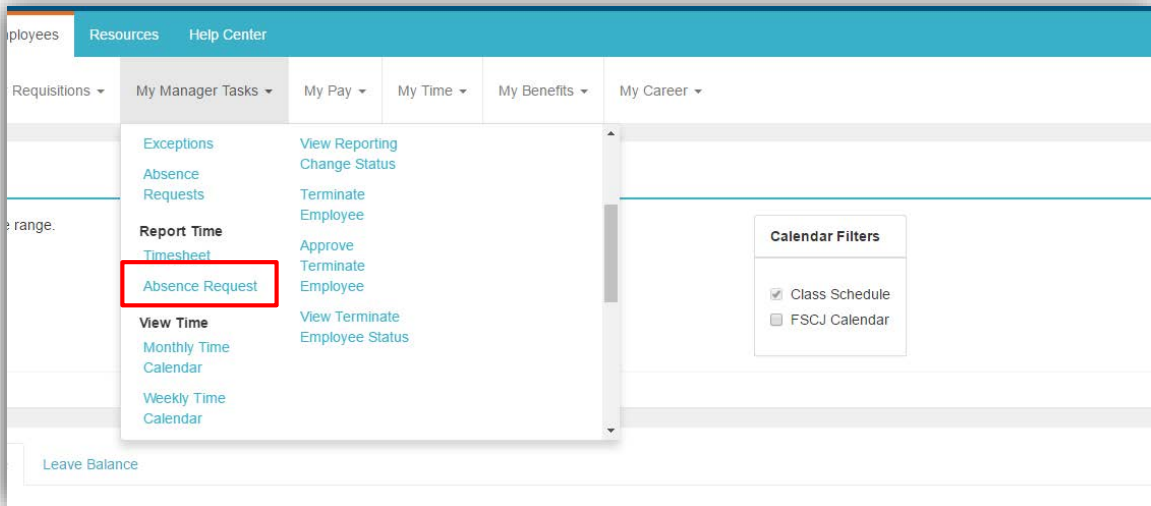 Resources Help Center
Requisitions My Manager Tasks My Pay My Time My Benefits My Career
Exceptions
Absence
Requests
Report Time
Timesheet
Absence Request
View Time
Monthly Time
Calendar
Weekly Time
Calendar
View Reporting
Change Status
Terminate
Employee
Approve
Terminate
Employee
View Terminate
Employee Status
range.
Calendar Filters
Class Schedule
FSCJ Calendar
Leave Balance